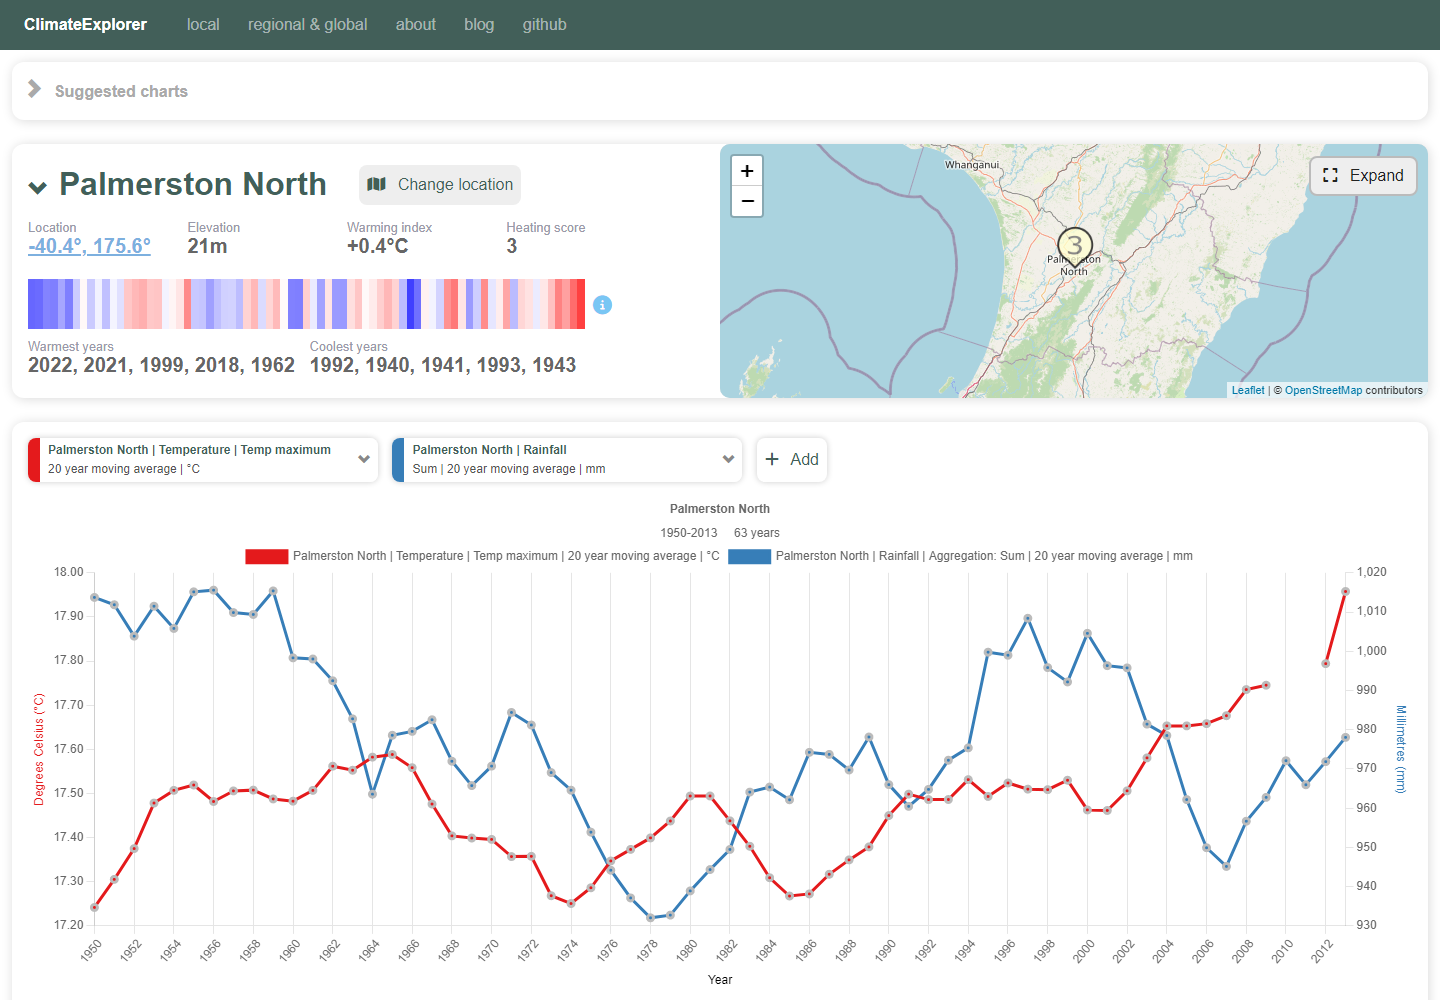 ClimateExplorer local regional & global about blog github
Suggested charts
Palmerston North Change location
Location Elevation Warming index Heating score
-40.4°, 175.6° 21m +0.4°C 3
Warmest years Coolest years
2022, 2021, 1999, 2018, 1962 1992, 1940, 1941, 1993, 1943
+
−
Whanganui
Expand
3
Palmerston
North
Leaflet | © OpenStreetMap contributors
Palmerston North | Temperature | Temp maximum
20 year moving average | °C
Palmerston North | Rainfall
Sum | 20 year moving average | mm
+ Add
Palmerston North
1950-2013 63 years
Palmerston North | Temperature | Temp maximum | 20 year moving average | °C Palmerston North | Rainfall | Aggregation: Sum | 20 year moving average | mm
18.00 1,020
17.90 1,010
17.80 1,000
17.70 990
17.60 980
17.50 970
17.40 960
17.30 950
17.20 940
930
Degrees Celsius (°C)
Millimetres (mm)
1950 1952 1954 1956 1958 1960 1962 1964 1966 1968 1970 1972 1974 1976 1978 1980 1982 1984 1986 1988 1990 1992 1994 1996 1998 2000 2002 2004 2006 2008 2010 2012
Year